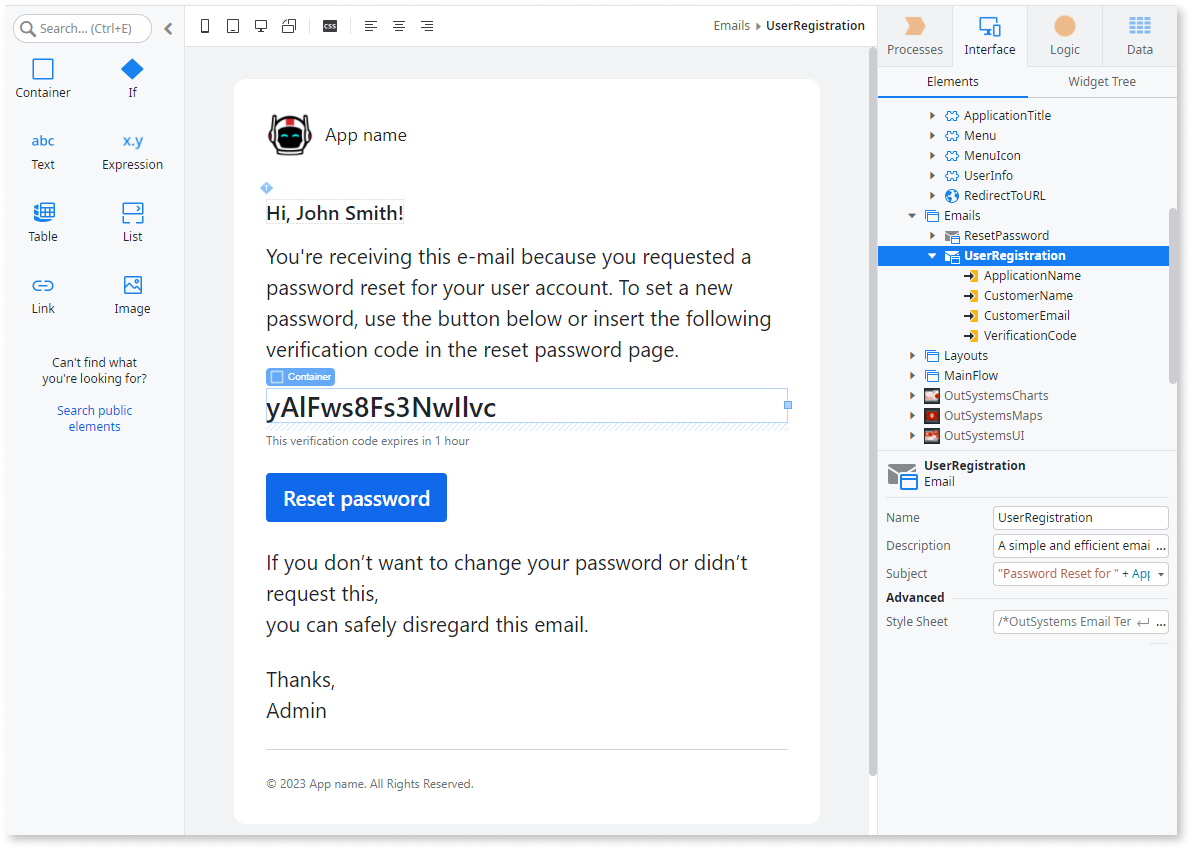 Search... (Ctrl+E)
Container
If
abc
Text
x.y
Expression
Table
List
Link
Image
Can't find what
you're looking for?
Search public
elements
CSS
Emails
UserRegistration
App name
Hi, John Smith!
You're receiving this e-mail because you requested a
password reset for your user account. To set a new
password, use the button below or insert the following
verification code in the reset password page.
Container
yAlFws8Fs3NwIlvc
This verification code expires in 1 hour
Reset password
If you don’t want to change your password or didn’t
request this,
you can safely disregard this email.
Thanks,
Admin
© 2023 App name. All Rights Reserved.
Processes
Interface
Logic
Data
Elements
Widget Tree
ApplicationTitle
Menu
MenuIcon
UserInfo
RedirectToURL
Emails
ResetPassword
UserRegistration
ApplicationName
CustomerName
CustomerEmail
VerificationCode
Layouts
MainFlow
OutSystemsCharts
OutSystemsMaps
OutSystemsUI
UserRegistration
Email
Name
UserRegistration
Description
A simple and efficient emai ...
Subject
"Password Reset for " + App
Advanced
Style Sheet
/*OutSystems Email Ter ↵ ...